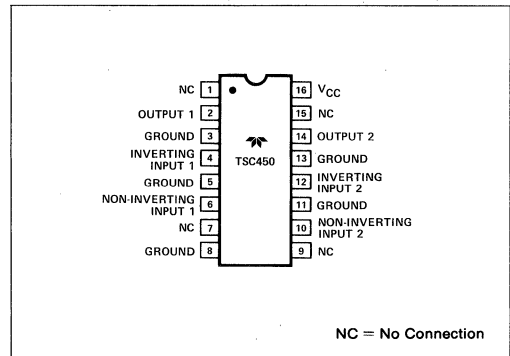 NC 1
OUTPUT 1 2
GROUND 3
INVERTING
INPUT 1 4
GROUND 5
NON-INVERTING
INPUT 1 6
NC 7
GROUND 8
TSC450
16 VCC
15 NC
14 OUTPUT 2
13 GROUND
12 INVERTING
INPUT 2
11 GROUND
10 NON-INVERTING
INPUT 2
9 NC
NC = No Connection